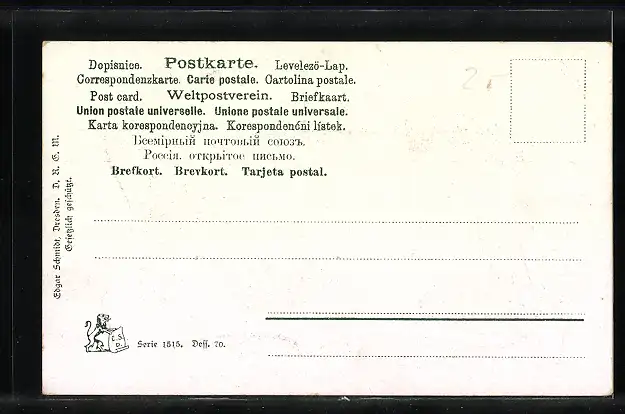 Dopisnice. Postkarte. Levelező-Lap.
Correspondenzkarte. Carte postale. Cartolina postale.
Post card. Weltpostverein. Briefkaart.
Union postale universelle. Unione postale universale.
Karta korespondencyjna. Korespondenční lístek.
Всемірный почтовый союзъ.
Россія. открытое письмо.
Brefkort. Brevkort. Tarjeta postal.
Edgar Schmidt, Dresden. D. R. G. M.
Gesetzlich geschützt.
E.S.
D.
Serie 1515. Dess. 70.